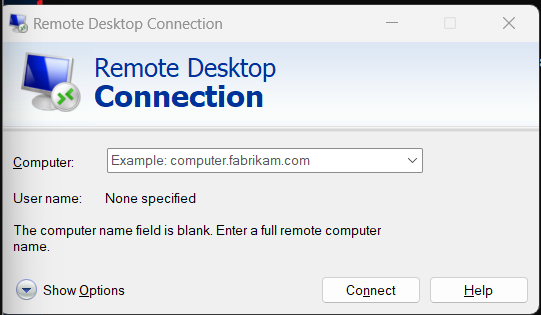 Remote Desktop Connection
Remote Desktop
Connection
Computer:
Example: computer.fabrikam.com
User name:
None specified
The computer name field is blank. Enter a full remote computer
name.
Show Options
Connect
Help